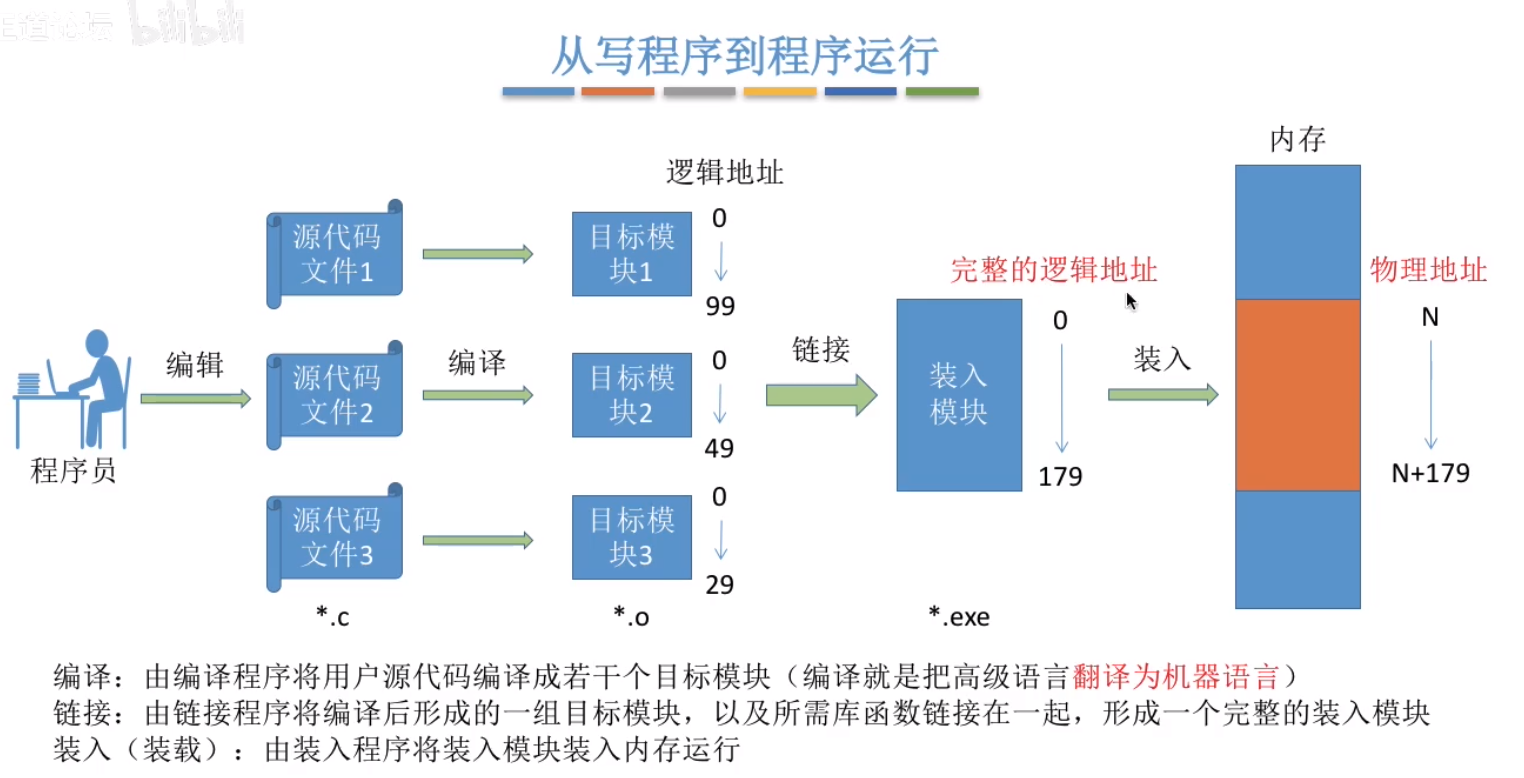 王道论坛 bilibili
从写程序到程序运行
内存
逻辑地址
源代码
文件1
目标模
块1
0
99
完整的逻辑地址
物理地址
程序员
编辑
源代码
文件2
编译
目标模
块2
0
49
链接
装入
模块
0
179
装入
N
N+179
源代码
文件3
目标模
块3
0
29
*.c
*.o
*.exe
编译：由编译程序将用户源代码编译成若干个目标模块（编译就是把高级语言翻译为机器语言）
链接：由链接程序将编译后形成的一组目标模块，以及所需库函数链接在一起，形成一个完整的装入模块
装入（装载）：由装入程序将装入模块装入内存运行